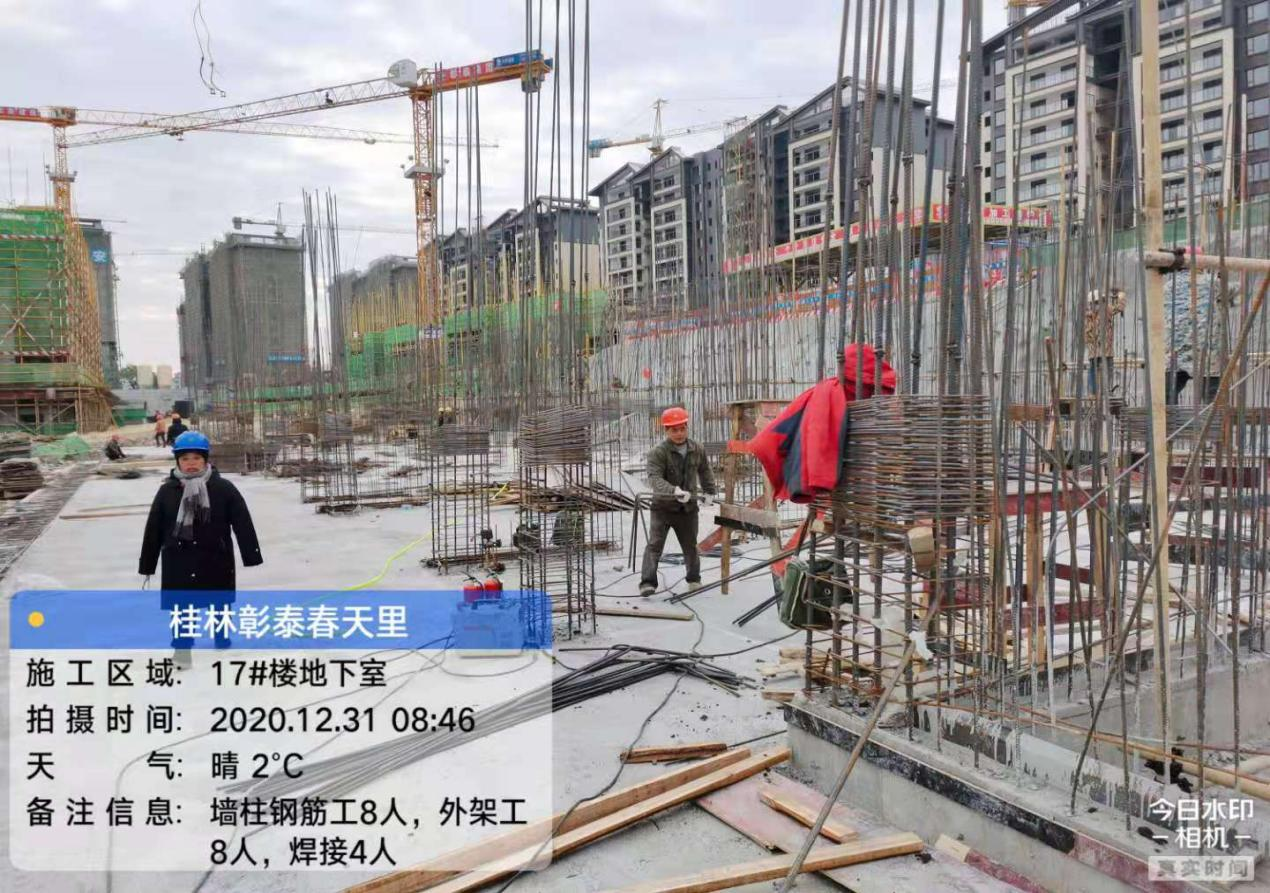 桂林彰泰春天里
施工区域: 17#楼地下室
拍摄时间: 2020.12.31 08:46
天气: 晴 2°C
备注信息: 墙柱钢筋工8人，外架工
8人，焊接4人
安
今日水印
-相机-
真实时间